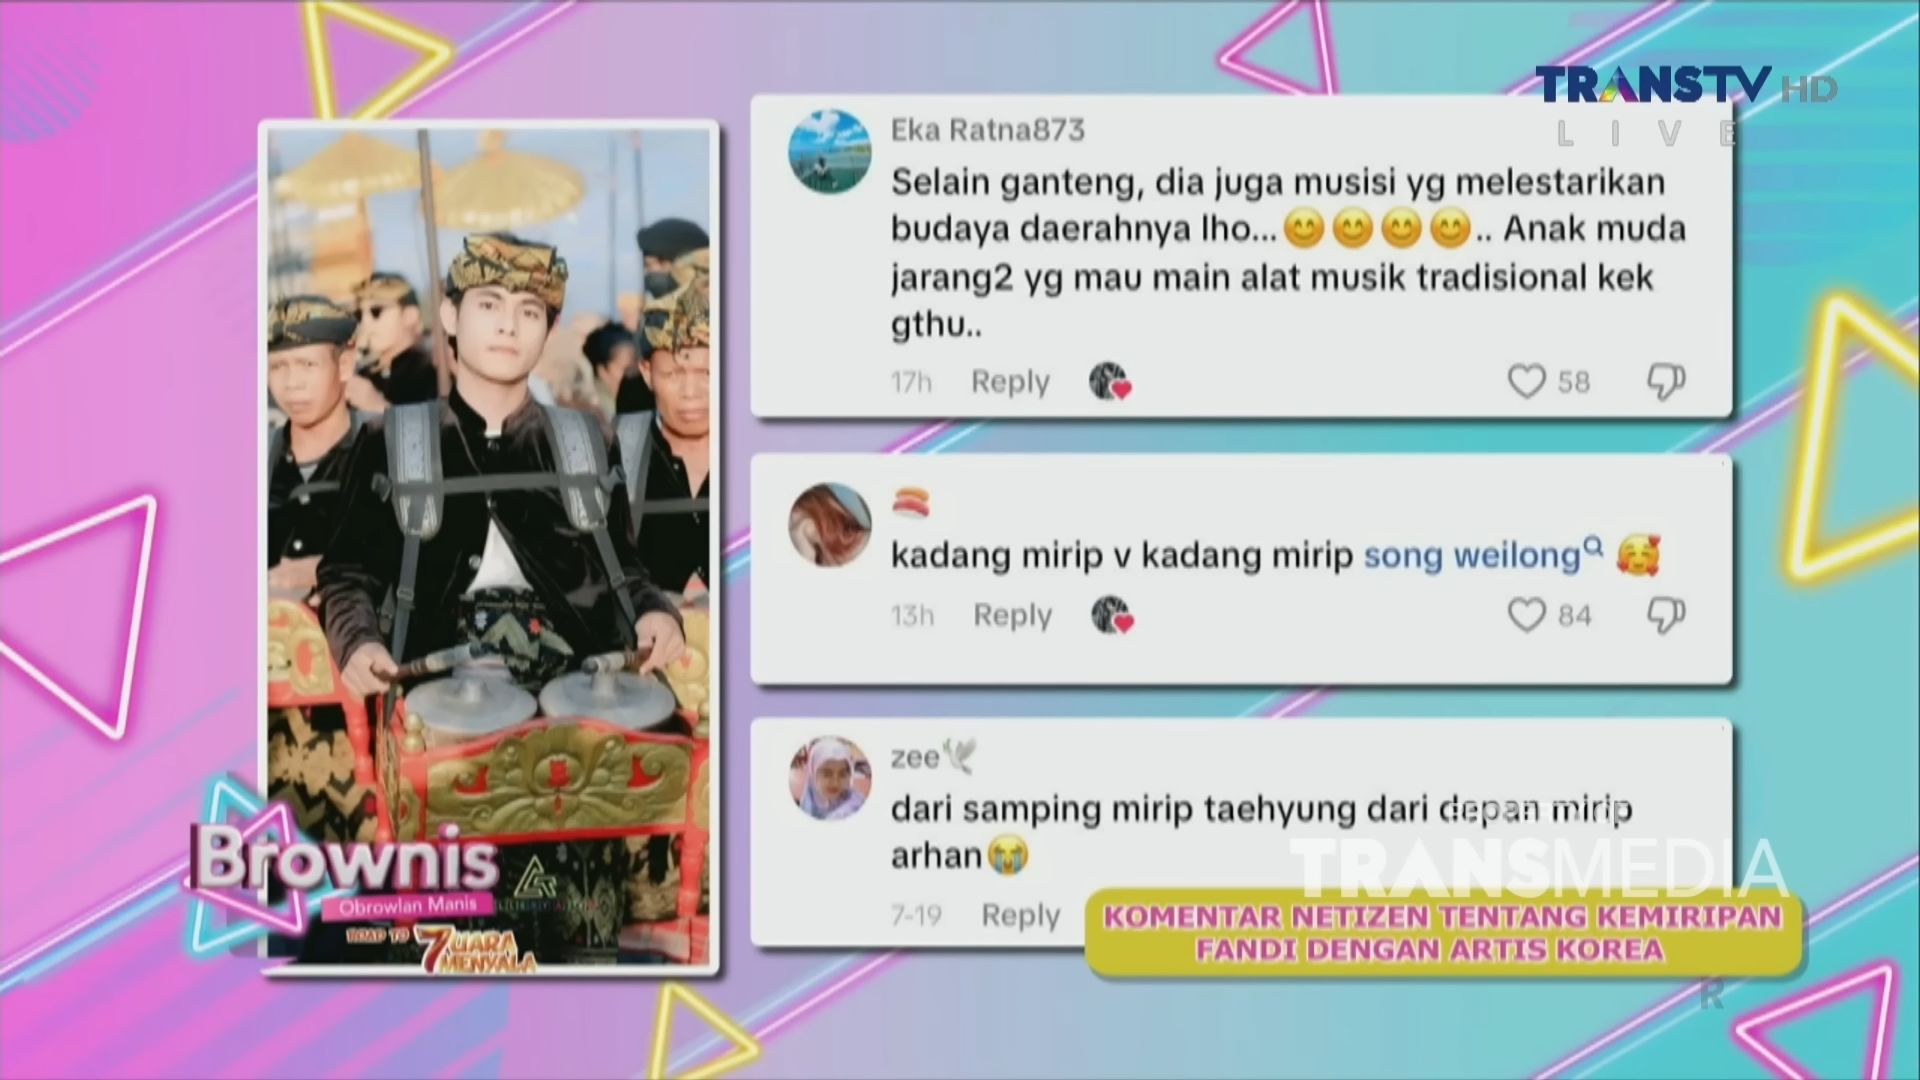 TRANSTV HD
LIVE
Eka Ratna873
Selain ganteng, dia juga musisi yg melestarikan
budaya daerahnya lho...😊😊😊😊.. Anak muda
jarang2 yg mau main alat musik tradisional kek
gthu..
17h Reply 58
kadang mirip v kadang mirip song weilong 🥰
13h Reply 84
zee🕊
dari samping mirip taehyung dari depan mirip
arhan😭
7-19 Reply
TRANSMEDIA
KOMENTAR NETIZEN TENTANG KEMIRIPAN
FANDI DENGAN ARTIS KOREA
R
Brownis
Obrowlan Manis
ROAD TO
7UARA
MENYALA